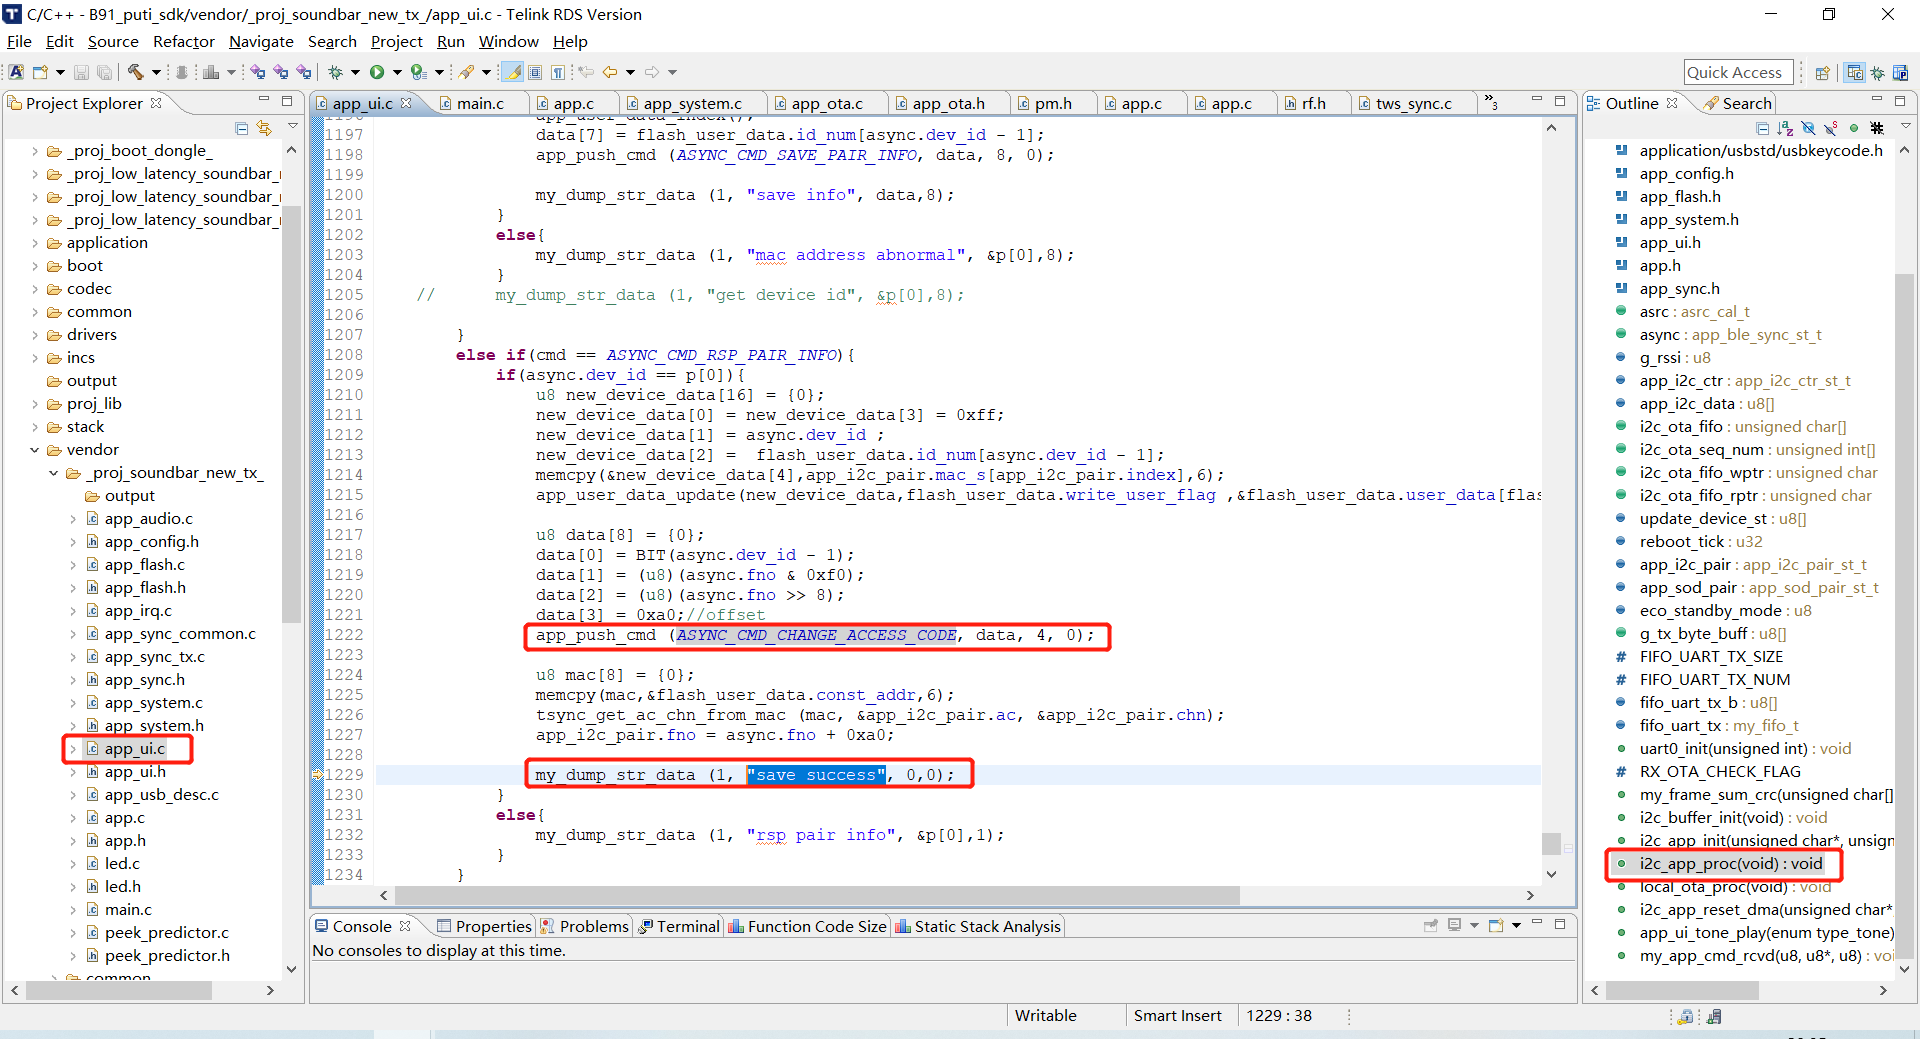 C/C++ - B91_puti_sdk/vendor/_proj_soundbar_new_tx_/app_ui.c - Telink RDS Version
File Edit Source Refactor Navigate Search Project Run Window Help
Quick Access
Project Explorer
_proj_boot_dongle_
_proj_low_latency_soundbar_
_proj_low_latency_soundbar_
_proj_low_latency_soundbar_
application
boot
codec
common
drivers
incs
output
proj_lib
stack
vendor
_proj_soundbar_new_tx_
output
app_audio.c
app_config.h
app_flash.c
app_flash.h
app_irq.c
app_sync_common.c
app_sync_tx.c
app_sync.h
app_system.c
app_system.h
app_ui.c
app_ui.h
app_usb_desc.c
app.c
app.h
led.c
led.h
main.c
peek_predictor.c
peek_predictor.h
common
app_ui.c main.c app.c app_system.c app_ota.c app_ota.h pm.h app.c app.c rf.h tws_sync.c »3
1196 app_user_data_index();
1197 data[7] = flash_user_data.id_num[async.dev_id - 1];
1198 app_push_cmd (ASYNC_CMD_SAVE_PAIR_INFO, data, 8, 0);
1199
1200 my_dump_str_data (1, "save info", data,8);
1201 }
1202 else{
1203 my_dump_str_data (1, "mac address abnormal", &p[0],8);
1204 }
1205 // my_dump_str_data (1, "get device id", &p[0],8);
1206
1207 }
1208 else if(cmd == ASYNC_CMD_RSP_PAIR_INFO){
1209 if(async.dev_id == p[0]){
1210 u8 new_device_data[16] = {0};
1211 new_device_data[0] = new_device_data[3] = 0xff;
1212 new_device_data[1] = async.dev_id ;
1213 new_device_data[2] =  flash_user_data.id_num[async.dev_id - 1];
1214 memcpy(&new_device_data[4],app_i2c_pair.mac_s[app_i2c_pair.index],6);
1215 app_user_data_update(new_device_data,flash_user_data.write_user_flag ,&flash_user_data.user_data[flas
1216
1217 u8 data[8] = {0};
1218 data[0] = BIT(async.dev_id - 1);
1219 data[1] = (u8)(async.fno & 0xf0);
1220 data[2] = (u8)(async.fno >> 8);
1221 data[3] = 0xa0;//offset
1222 app_push_cmd (ASYNC_CMD_CHANGE_ACCESS_CODE, data, 4, 0);
1223
1224 u8 mac[8] = {0};
1225 memcpy(mac,&flash_user_data.const_addr,6);
1226 tsync_get_ac_chn_from_mac (mac, &app_i2c_pair.ac, &app_i2c_pair.chn);
1227 app_i2c_pair.fno = async.fno + 0xa0;
1228
1229 my_dump_str_data (1, "save success", 0,0);
1230 }
1231 else{
1232 my_dump_str_data (1, "rsp pair info", &p[0],1);
1233 }
1234 }
Console Properties Problems Terminal Function Code Size Static Stack Analysis
No consoles to display at this time.
Outline Search
application/usbstd/usbkeycode.h
app_config.h
app_flash.h
app_system.h
app_ui.h
app.h
app_sync.h
asrc : asrc_cal_t
async : app_ble_sync_st_t
g_rssi : u8
app_i2c_ctr : app_i2c_ctr_st_t
app_i2c_data : u8[]
i2c_ota_fifo : unsigned char[]
i2c_ota_seq_num : unsigned int[]
i2c_ota_fifo_wptr : unsigned char
i2c_ota_fifo_rptr : unsigned char
update_device_st : u8[]
reboot_tick : u32
app_i2c_pair : app_i2c_pair_st_t
app_sod_pair : app_sod_pair_st_t
eco_standby_mode : u8
g_tx_byte_buff : u8[]
# FIFO_UART_TX_SIZE
# FIFO_UART_TX_NUM
fifo_uart_tx_b : u8[]
fifo_uart_tx : my_fifo_t
uart0_init(unsigned int) : void
# RX_OTA_CHECK_FLAG
my_frame_sum_crc(unsigned char[]
i2c_buffer_init(void) : void
i2c_app_init(unsigned char*, unsign
i2c_app_proc(void) : void
local_ota_proc(void) : void
i2c_app_reset_dma(unsigned char*
app_ui_tone_play(enum type_tone)
my_app_cmd_rcvd(u8, u8*, u8) : voi
Writable Smart Insert 1229 : 38